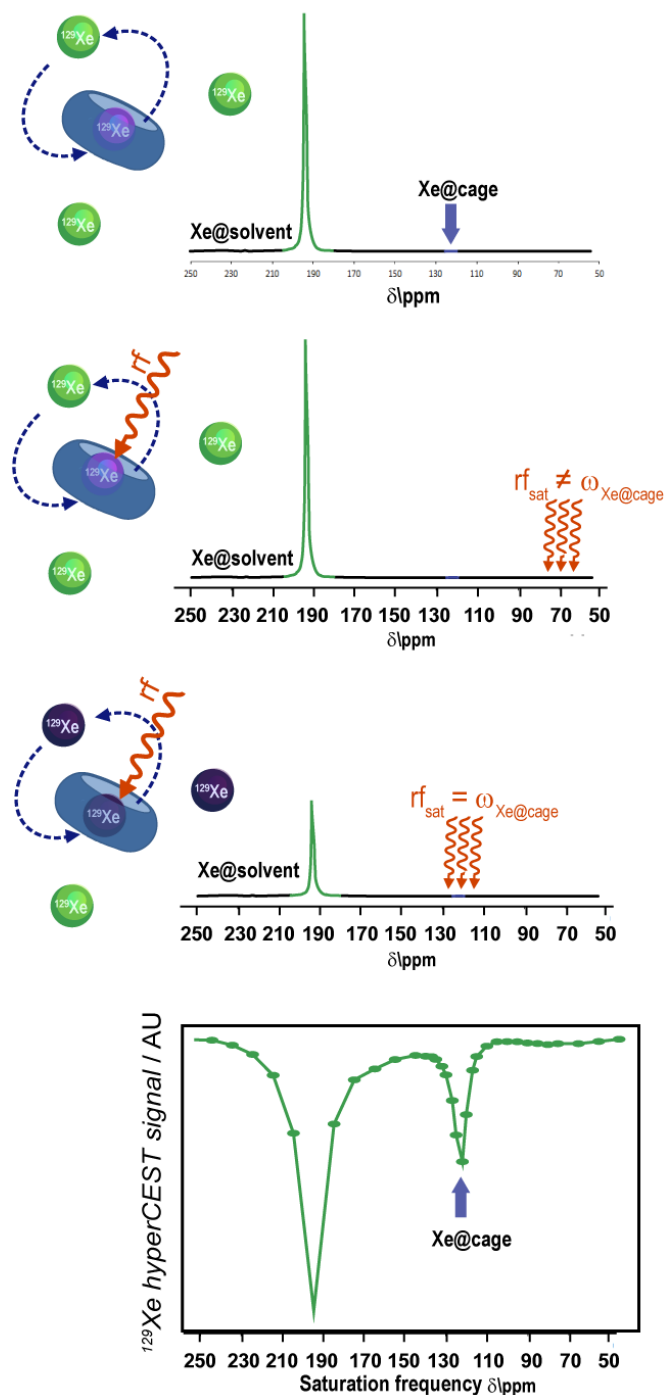 ¹²⁹Xe
¹²⁹Xe
¹²⁹Xe
¹²⁹Xe
Xe@cage
Xe@solvent
250 230 210 190 170 150 130 110 90 70 50
δ\ppm
rf
¹²⁹Xe
¹²⁹Xe
¹²⁹Xe
¹²⁹Xe
rf_sat ≠ ω_Xe@cage
Xe@solvent
250 230 210 190 170 150 130 110 90 70 50
δ\ppm
rf
¹²⁹Xe
¹²⁹Xe
¹²⁹Xe
¹²⁹Xe
rf_sat = ω_Xe@cage
Xe@solvent
250 230 210 190 170 150 130 110 90 70 50
δ\ppm
¹²⁹Xe hyperCEST signal / AU
Xe@cage
250 230 210 190 170 150 130 110 90 70 50
Saturation frequency δ\ppm